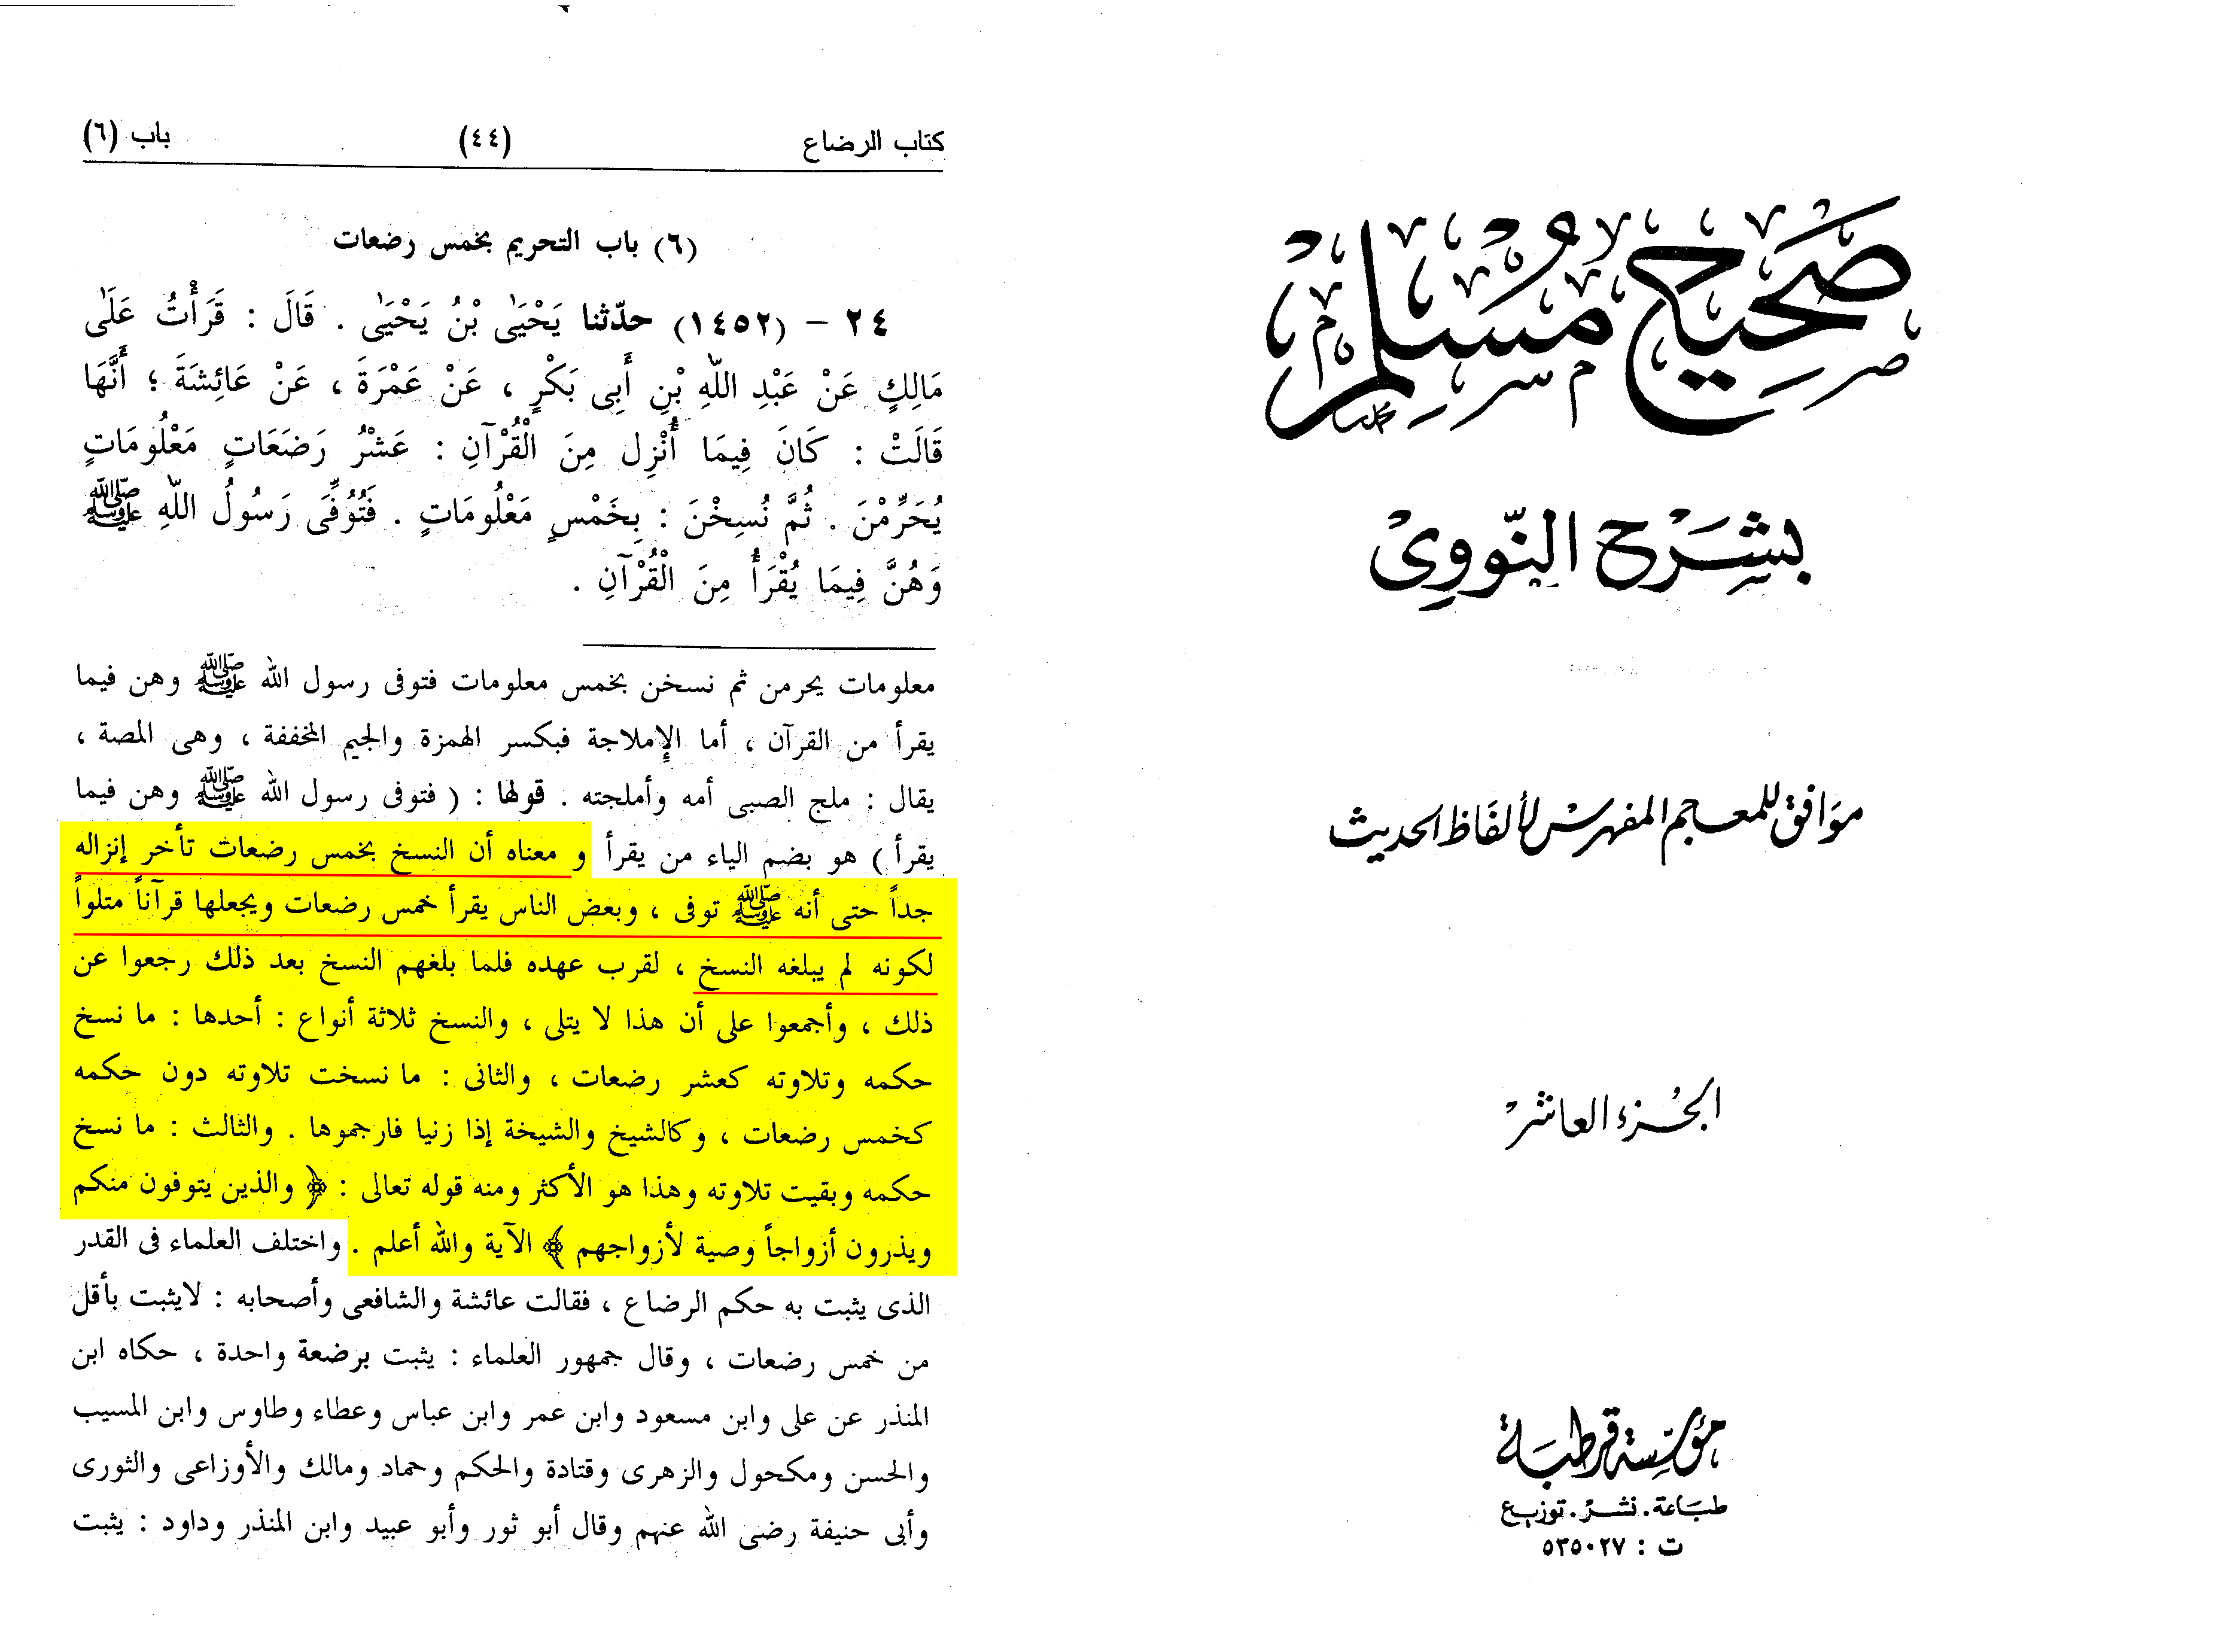 صحيح مسلم
بشرح النووى
موافق للمعجم المفهرس لألفاظ الحديث
الجزء العاشر
مؤسسة قرطبة
طباعة . نشر . توزيع
ت : ٥٣٥٠٢٧
كتاب الرضاع (٤٤) باب (٦)
(٦) باب التحريم بخمس رضعات
٢٤ – (١٤٥٢) حدّثنا يَحْيَىٰ بْنُ يَحْيَىٰ . قَالَ : قَرَأْتُ عَلَىٰ
مَالِكٍ عَنْ عَبْدِ اللّٰهِ بْنِ أَبِى بَكْرٍ ، عَنْ عَمْرَةَ ، عَنْ عَائِشَةَ ؛ أَنَّهَا
قَالَتْ : كَانَ فِيمَا أُنْزِل مِنَ الْقُرْآنِ : عَشْرُ رَضَعَاتٍ مَعْلُومَاتٍ
يُحَرِّمْنَ . ثُمَّ نُسِخْنَ : بِخَمْسٍ مَعْلُومَاتٍ . فَتُوُفِّىَ رَسُولُ اللّٰهِ ﷺ
وَهُنَّ فِيمَا يُقْرَأُ مِنَ الْقُرْآنِ .
معلومات يحرمن ثم نسخن بخمس معلومات فتوفى رسول الله ﷺ وهن فيما
يقرأ من القرآن ، أما الإملاجة فبكسر الهمزة والجيم المخففة ، وهى المصة ،
يقال : ملج الصبى أمه وأملجته . قولها : ( فتوفى رسول الله ﷺ وهن فيما
يقرأ ) هو بضم الياء من يقرأ و معناه أن النسخ بخمس رضعات تأخر إنزاله
جداً حتى أنه ﷺ توفى ، وبعض الناس يقرأ خمس رضعات ويجعلها قرآناً متلواً
لكونه لم يبلغه النسخ ، لقرب عهده فلما بلغهم النسخ بعد ذلك رجعوا عن
ذلك ، وأجمعوا على أن هذا لا يتلى ، والنسخ ثلاثة أنواع : أحدها : ما نسخ
حكمه وتلاوته كعشر رضعات ، والثانى : ما نسخت تلاوته دون حكمه
كخمس رضعات ، وكالشيخ والشيخة إذا زنيا فارجموها . والثالث : ما نسخ
حكمه وبقيت تلاوته وهذا هو الأكثر ومنه قوله تعالى : ﴿ والذين يتوفون منكم
ويذرون أزواجاً وصية لأزواجهم ﴾ الآية والله أعلم . واختلف العلماء فى القدر
الذى يثبت به حكم الرضاع ، فقالت عائشة والشافعى وأصحابه : لايثبت بأقل
من خمس رضعات ، وقال جمهور العلماء : يثبت برضعة واحدة ، حكاه ابن
المنذر عن على وابن مسعود وابن عمر وابن عباس وعطاء وطاوس وابن المسيب
والحسن ومكحول والزهرى وقتادة والحكم وحماد ومالك والأوزاعى والثورى
وأبى حنيفة رضى الله عنهم وقال أبو ثور وأبو عبيد وابن المنذر وداود : يثبت